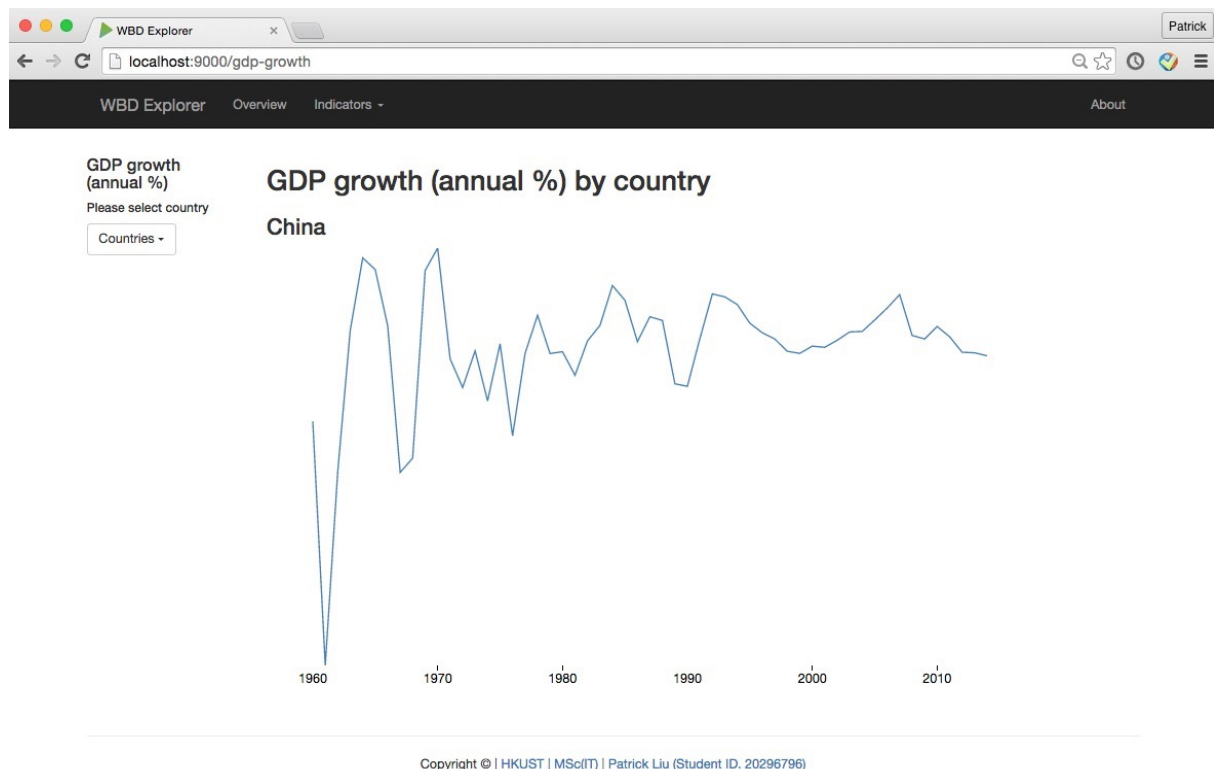 WBD Explorer
Patrick
localhost:9000/gdp-growth
WBD Explorer Overview Indicators About
GDP growth
(annual %)
Please select country
Countries
GDP growth (annual %) by country
China
1960 1970 1980 1990 2000 2010
Copyright © | HKUST | MSc(IT) | Patrick Liu (Student ID. 20296796)